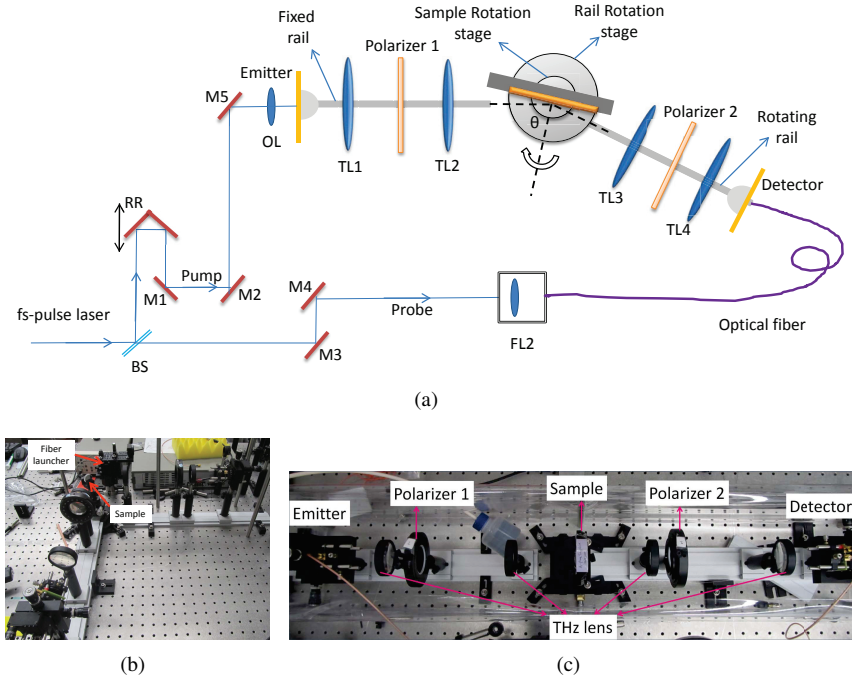 Fixed rail
Polarizer 1
Sample Rotation stage
Rail Rotation stage
Emitter
M5
OL
TL1
TL2
θ
Polarizer 2
Rotating rail
TL3
TL4
Detector
RR
M1
Pump
M2
M4
Probe
FL2
Optical fiber
fs-pulse laser
BS
M3
(a)
Fiber launcher
Sample
(b)
Emitter
Polarizer 1
Sample
Polarizer 2
Detector
THz lens
(c)